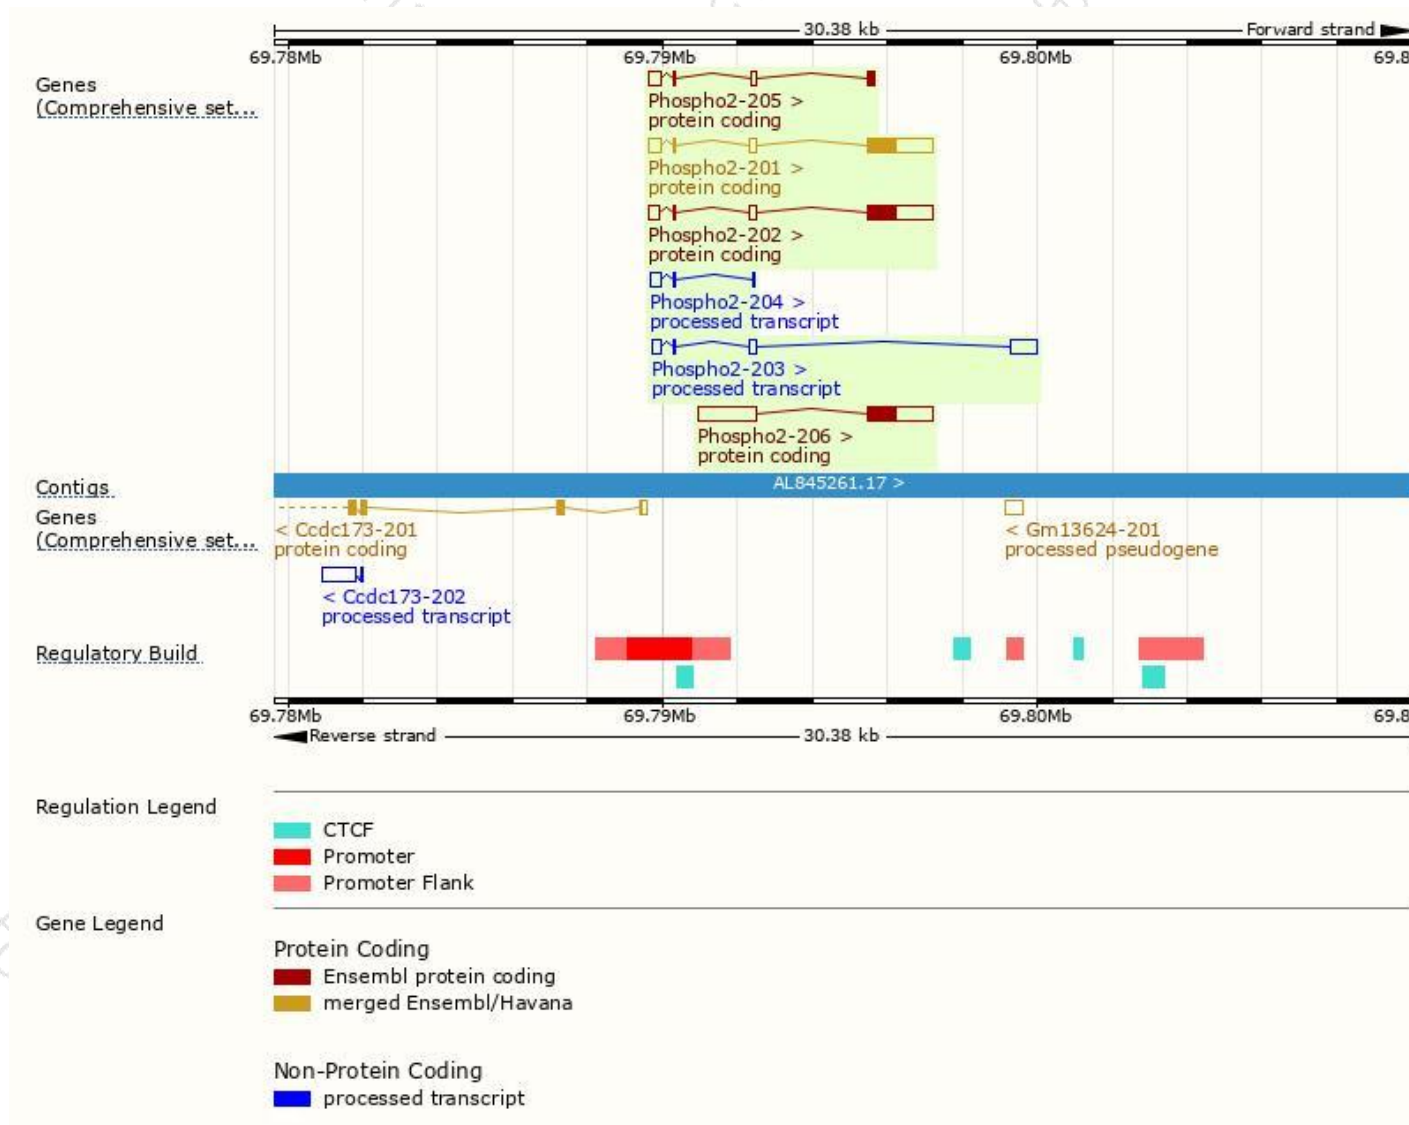 30.38 kb
Forward strand
69.78Mb
69.79Mb
69.80Mb
69.8
Genes
(Comprehensive set...
Phospho2-205 >
protein coding
Phospho2-201 >
protein coding
Phospho2-202 >
protein coding
Phospho2-204 >
processed transcript
Phospho2-203 >
processed transcript
Phospho2-206 >
protein coding
Contigs
AL845261.17 >
Genes
(Comprehensive set...
< Ccdc173-201
protein coding
< Gm13624-201
processed pseudogene
< Ccdc173-202
processed transcript
Regulatory Build
69.78Mb
69.79Mb
69.80Mb
69.8
Reverse strand
30.38 kb
Regulation Legend
CTCF
Promoter
Promoter Flank
Gene Legend
Protein Coding
Ensembl protein coding
merged Ensembl/Havana
Non-Protein Coding
processed transcript